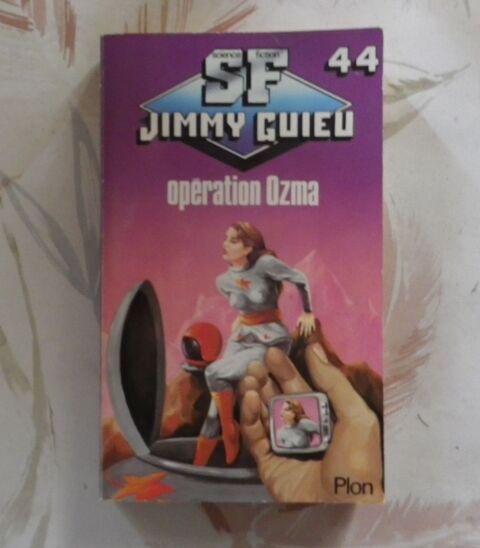 science fiction
SF
44
JIMMY GUIEU
opération Ozma
Plon